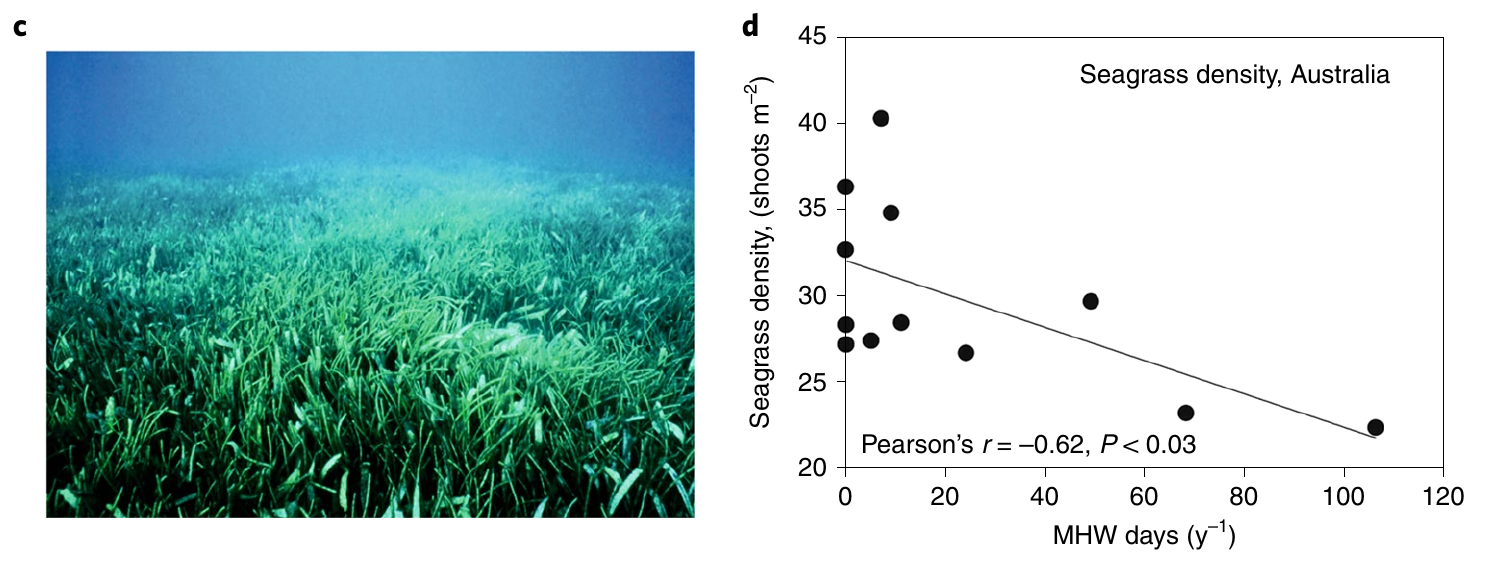 c
d
Seagrass density, Australia
Seagrass density, (shoots m⁻²)
45
40
35
30
25
20
Pearson's r = –0.62, P < 0.03
0 20 40 60 80 100 120
MHW days (y⁻¹)